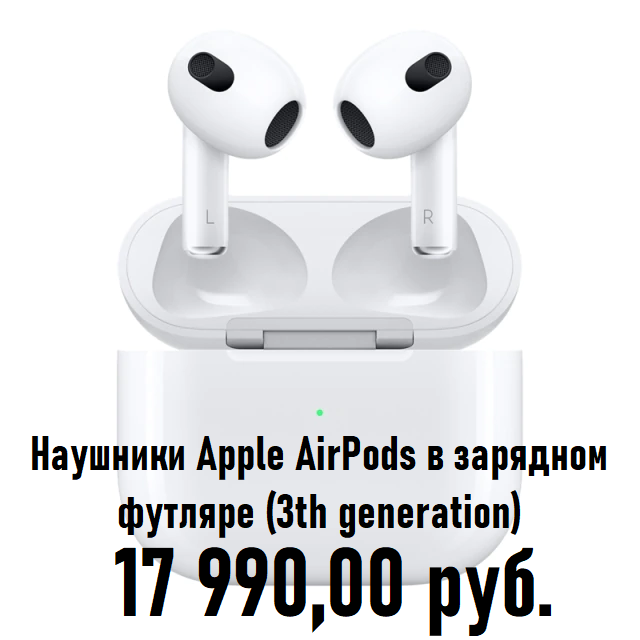 L R
Наушники Apple AirPods в зарядном
футляре (3th generation)
17 990,00 руб.